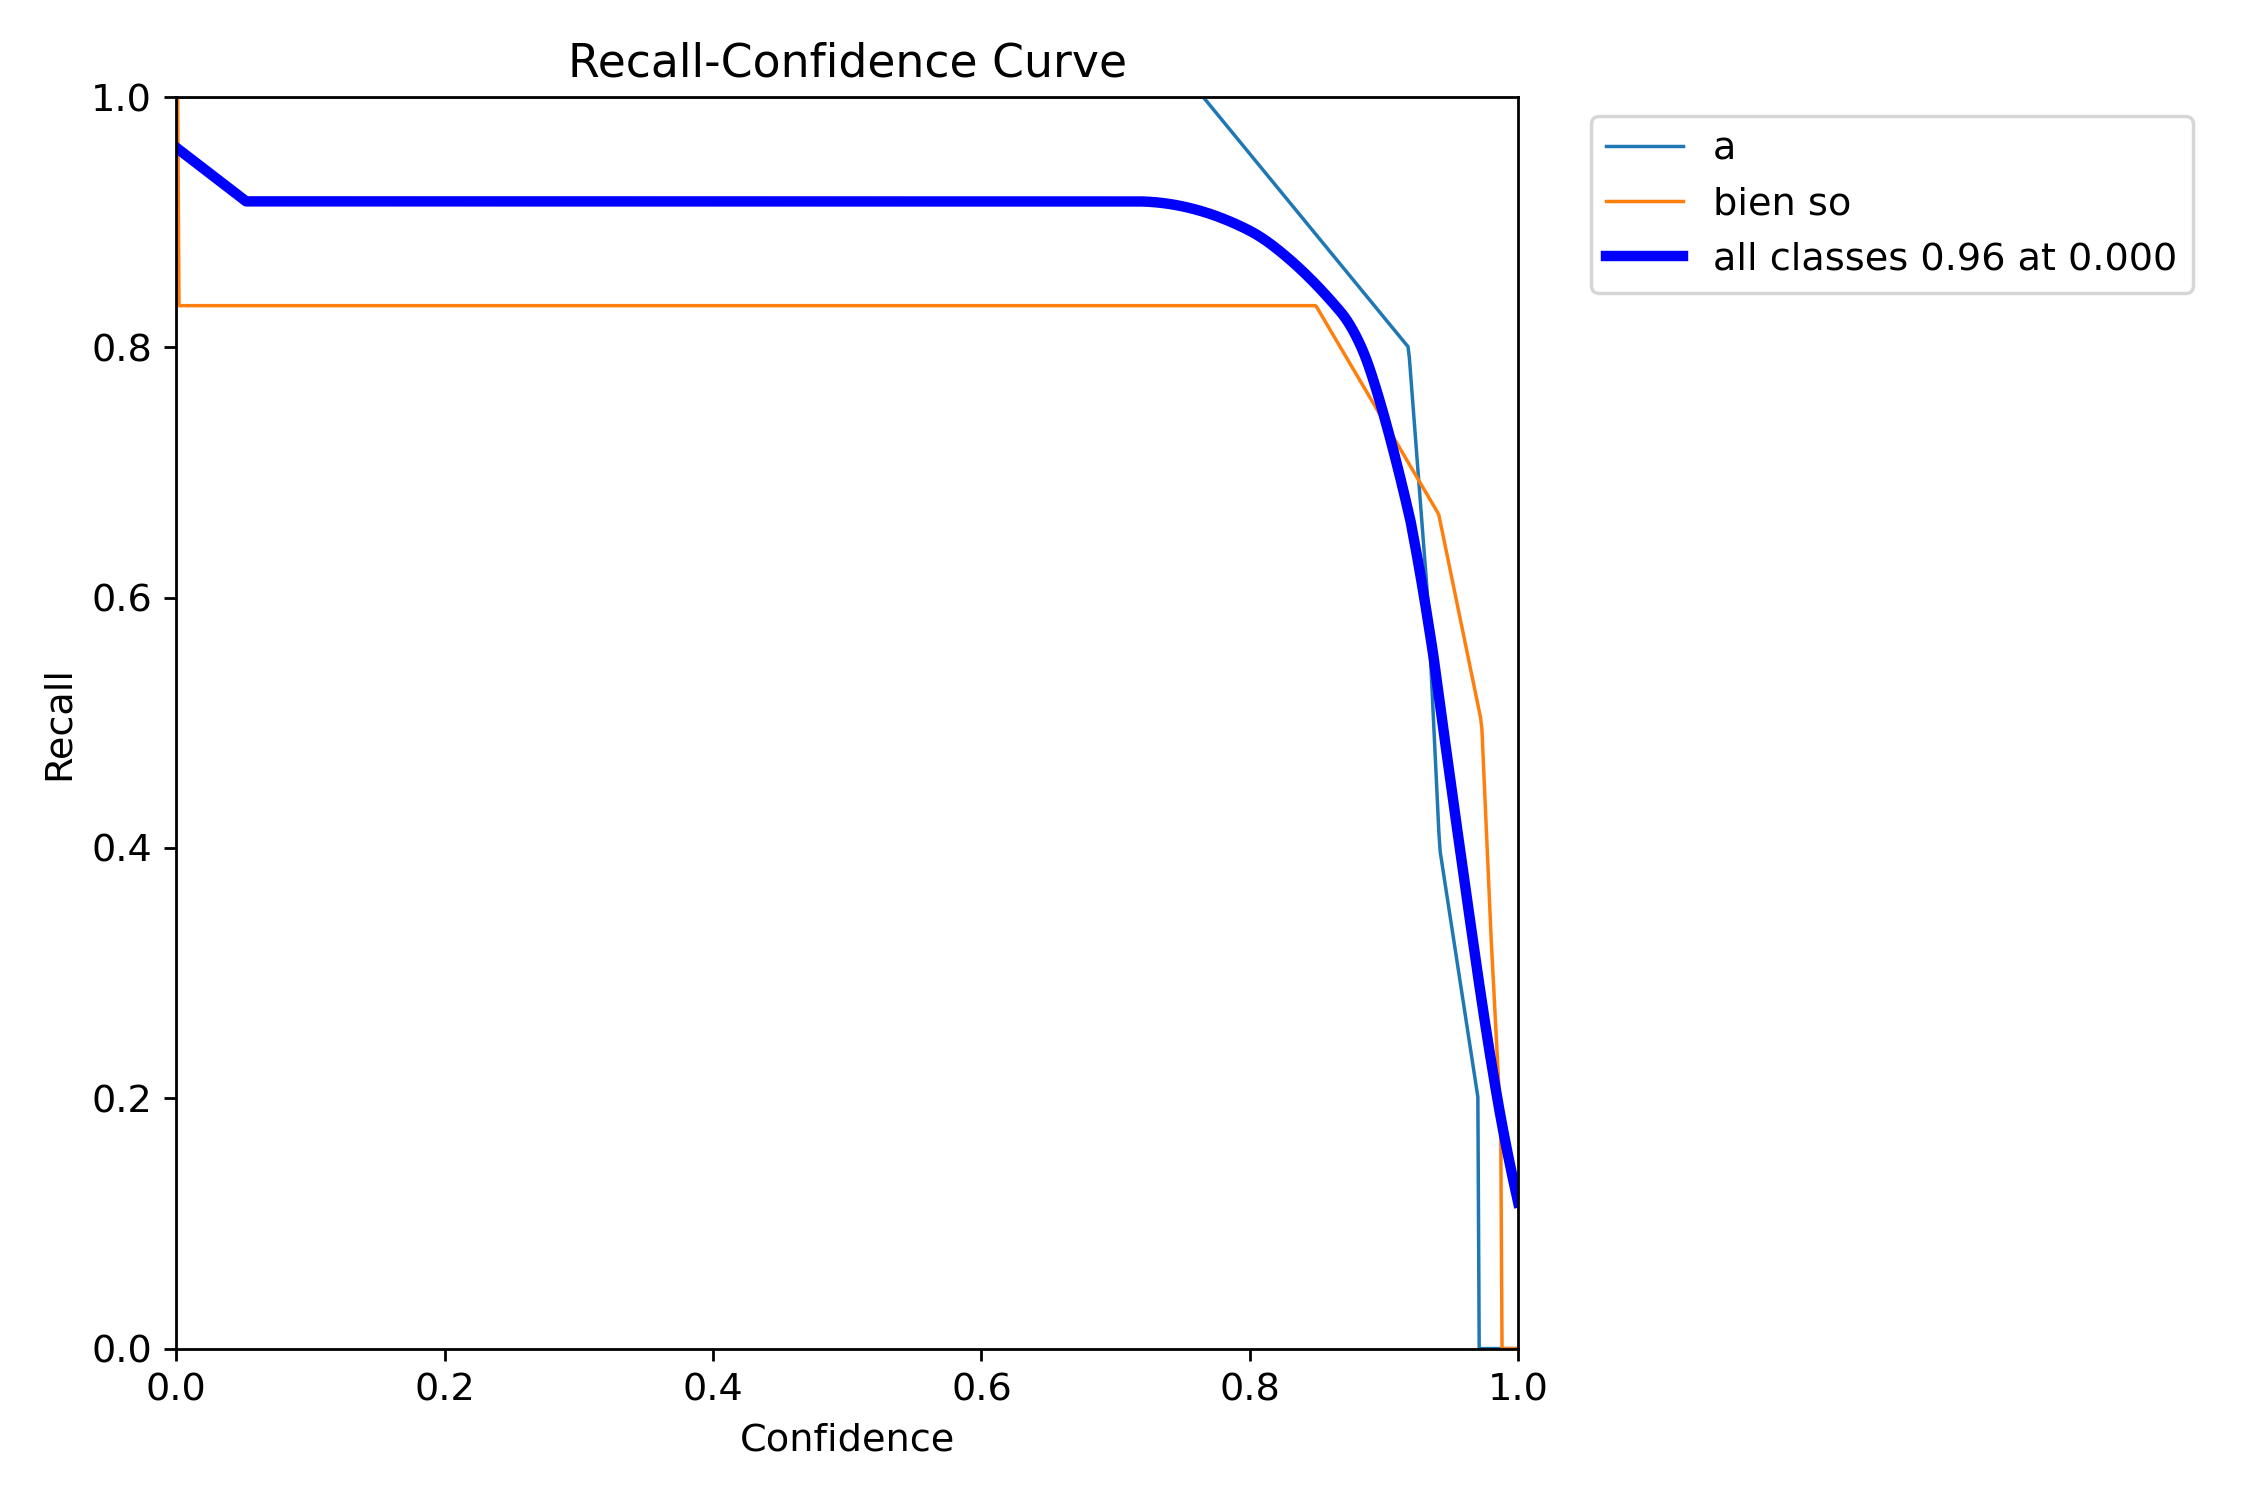 Recall-Confidence Curve
1.0
0.8
0.6
0.4
0.2
0.0
Recall
0.0 0.2 0.4 0.6 0.8 1.0
Confidence
a
bien so
all classes 0.96 at 0.000